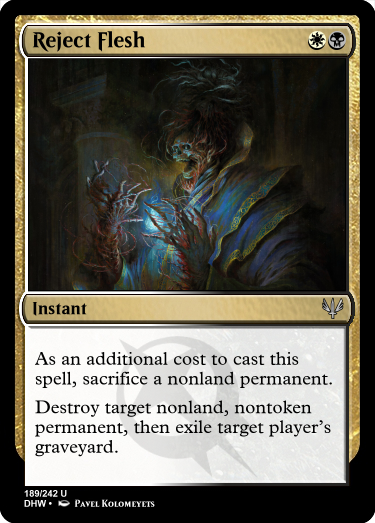 Reject Flesh
Instant
As an additional cost to cast this
spell, sacrifice a nonland permanent.
Destroy target nonland, nontoken
permanent, then exile target player's
graveyard.
189/242 U
DHW • Pavel Kolomeyets